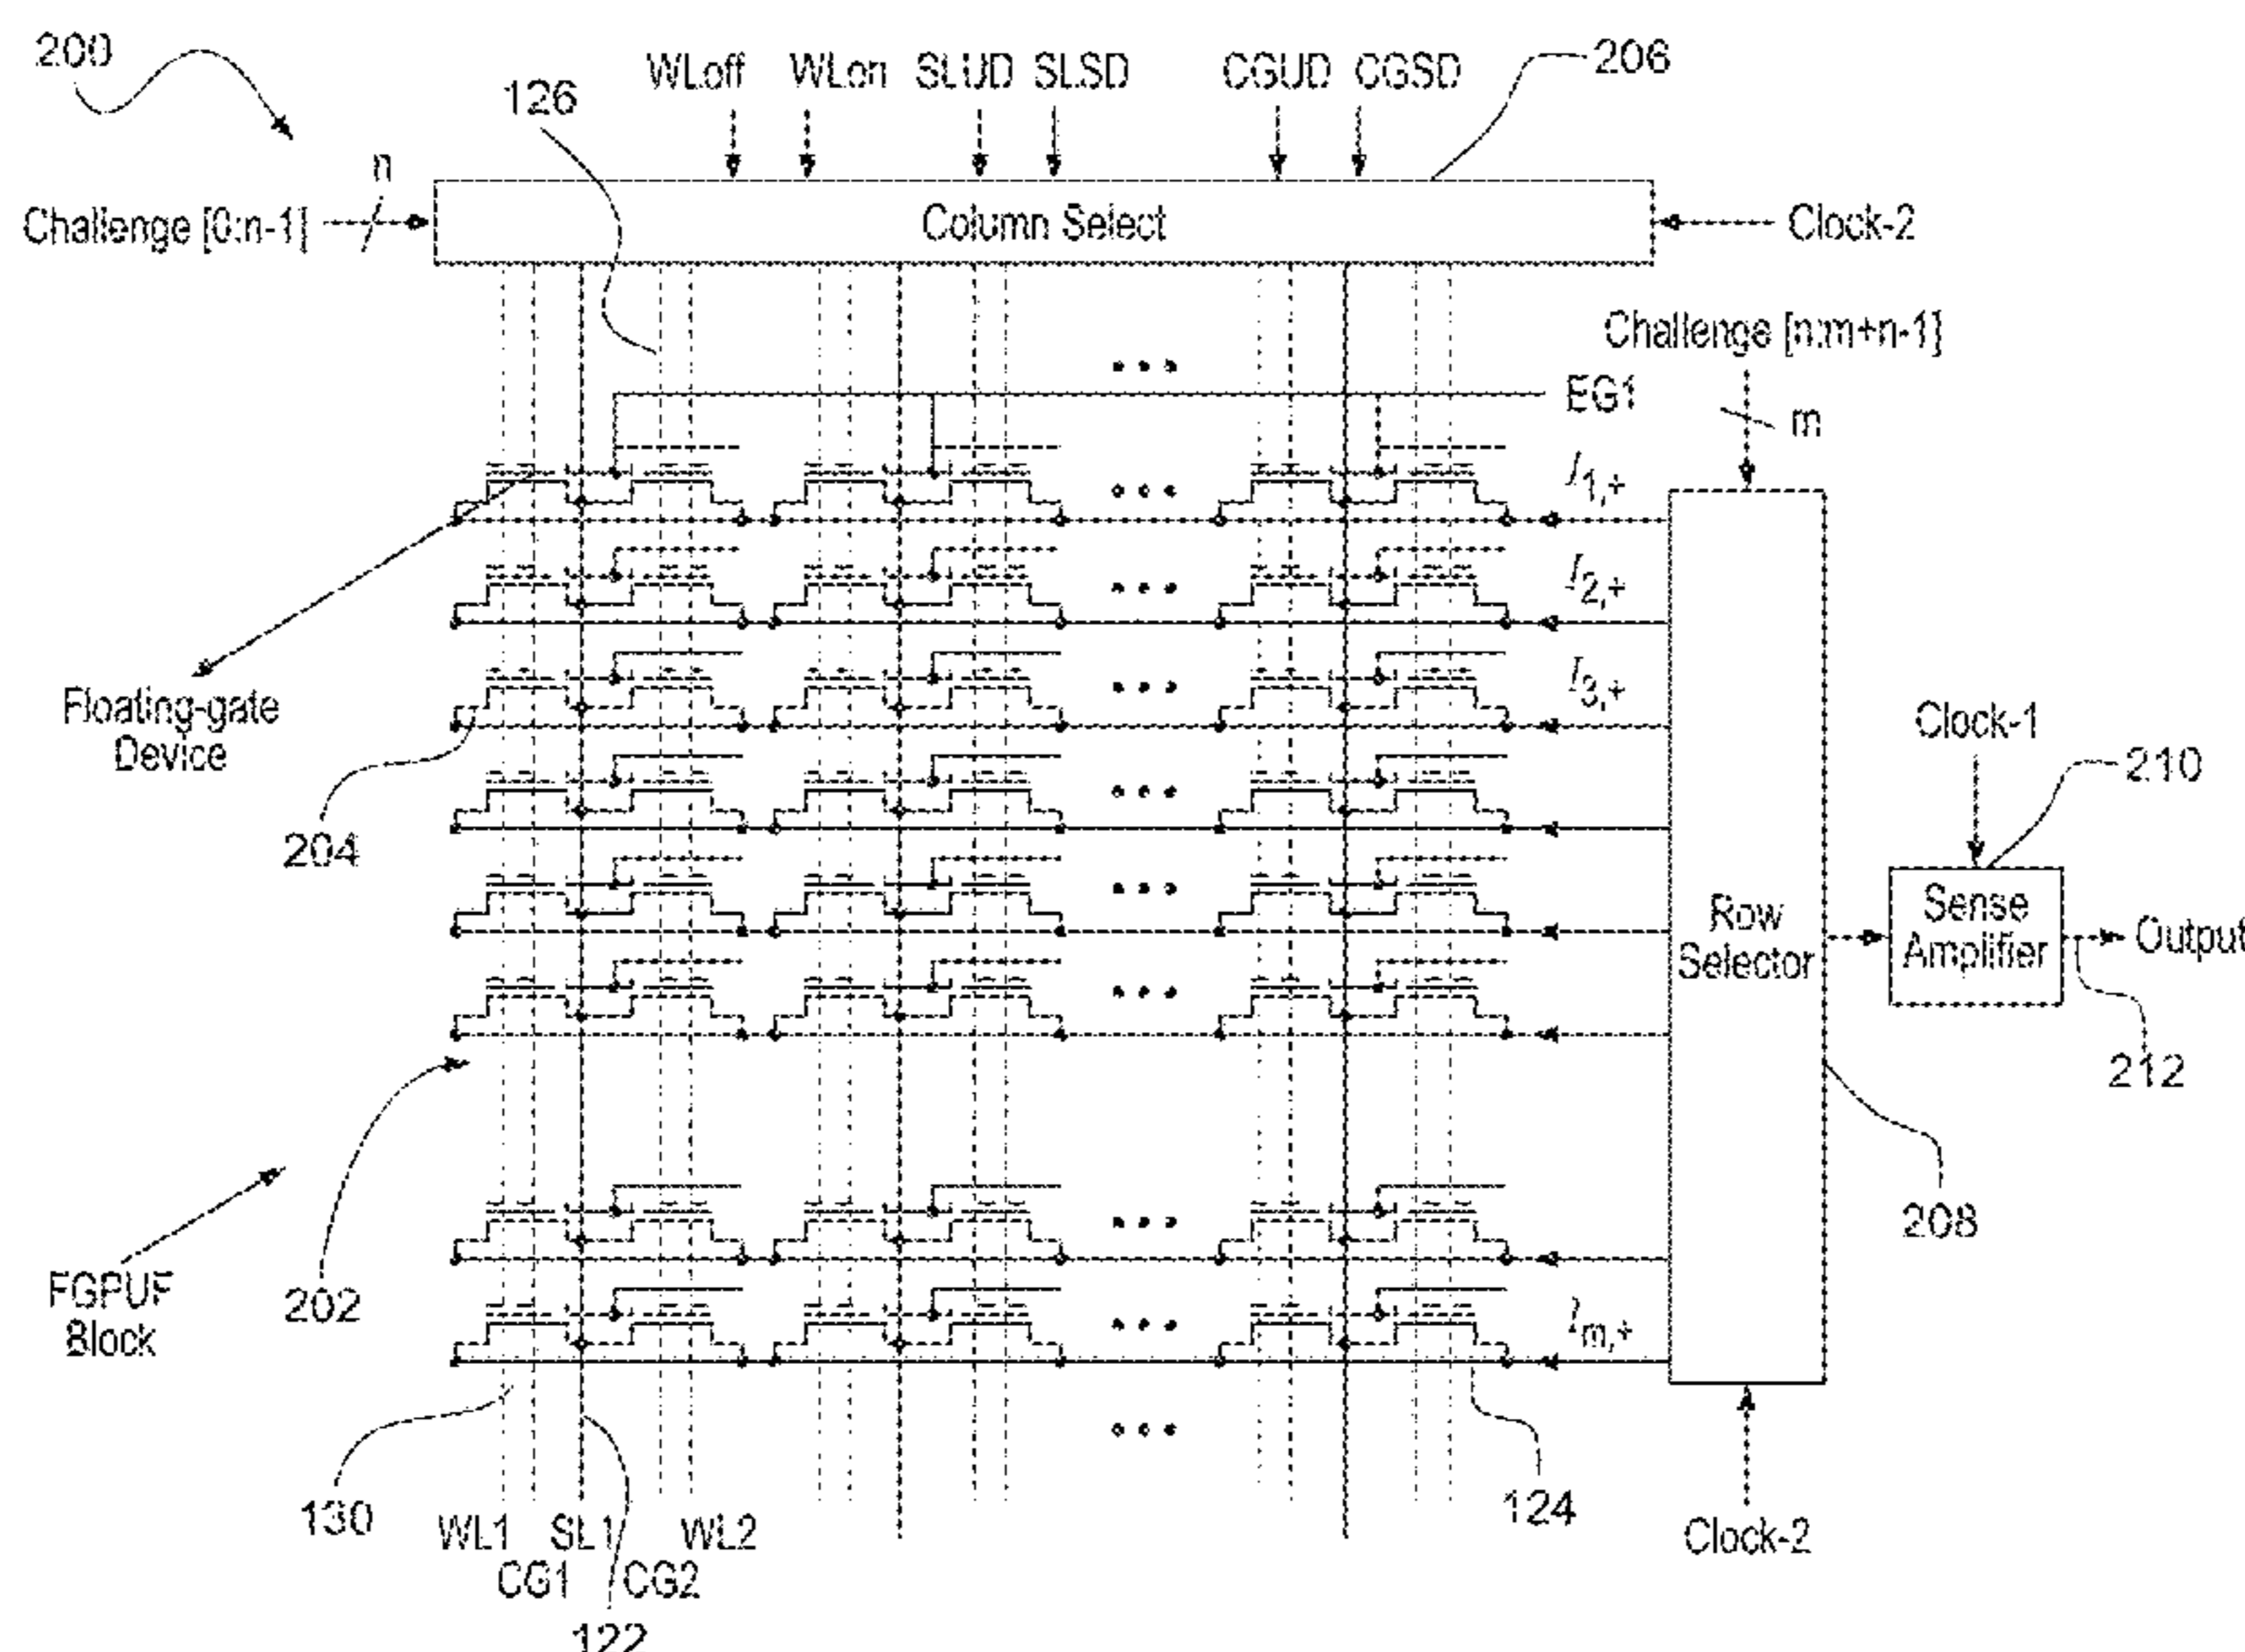 200
126
WLoff WLon SLUD SLSD CGUD CGSD
206
n
Challenge [0:n-1]
Column Select
Clock-2
Challenge [n:m+n-1]
m
EG1
I1,+
I2,+
I3,+
Floating-gate
Device
204
Clock-1
210
Row
Selector
Sense
Amplifier
Output
212
202
208
FGPUF
Block
Im,+
130
WL1 SL1 WL2
CG1 CG2
122
124
Clock-2